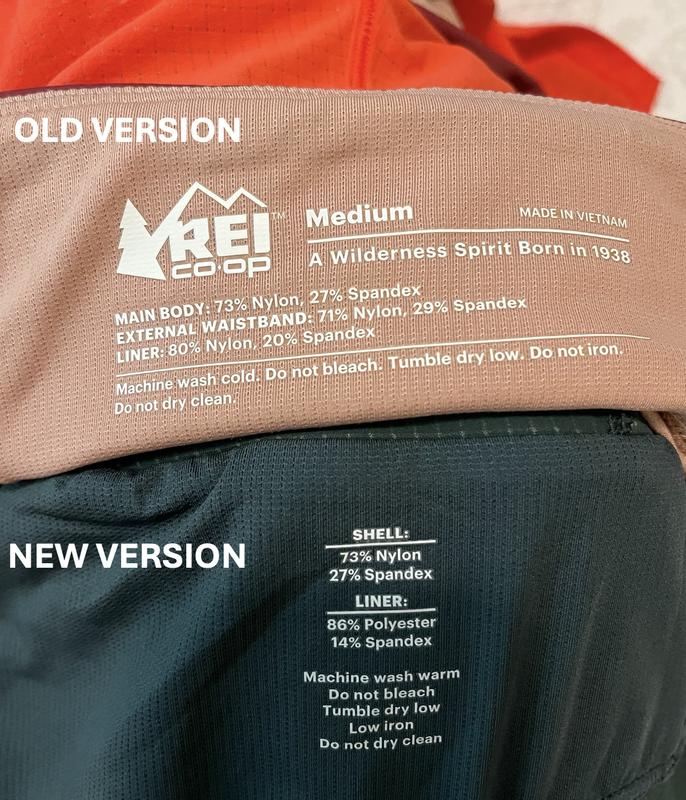 OLD VERSION
REI™
co·op
Medium
MADE IN VIETNAM
A Wilderness Spirit Born in 1938
MAIN BODY: 73% Nylon, 27% Spandex
EXTERNAL WAISTBAND: 71% Nylon, 29% Spandex
LINER: 80% Nylon, 20% Spandex
Machine wash cold. Do not bleach. Tumble dry low. Do not iron.
Do not dry clean.
NEW VERSION
SHELL:
73% Nylon
27% Spandex
LINER:
86% Polyester
14% Spandex
Machine wash warm
Do not bleach
Tumble dry low
Low iron
Do not dry clean